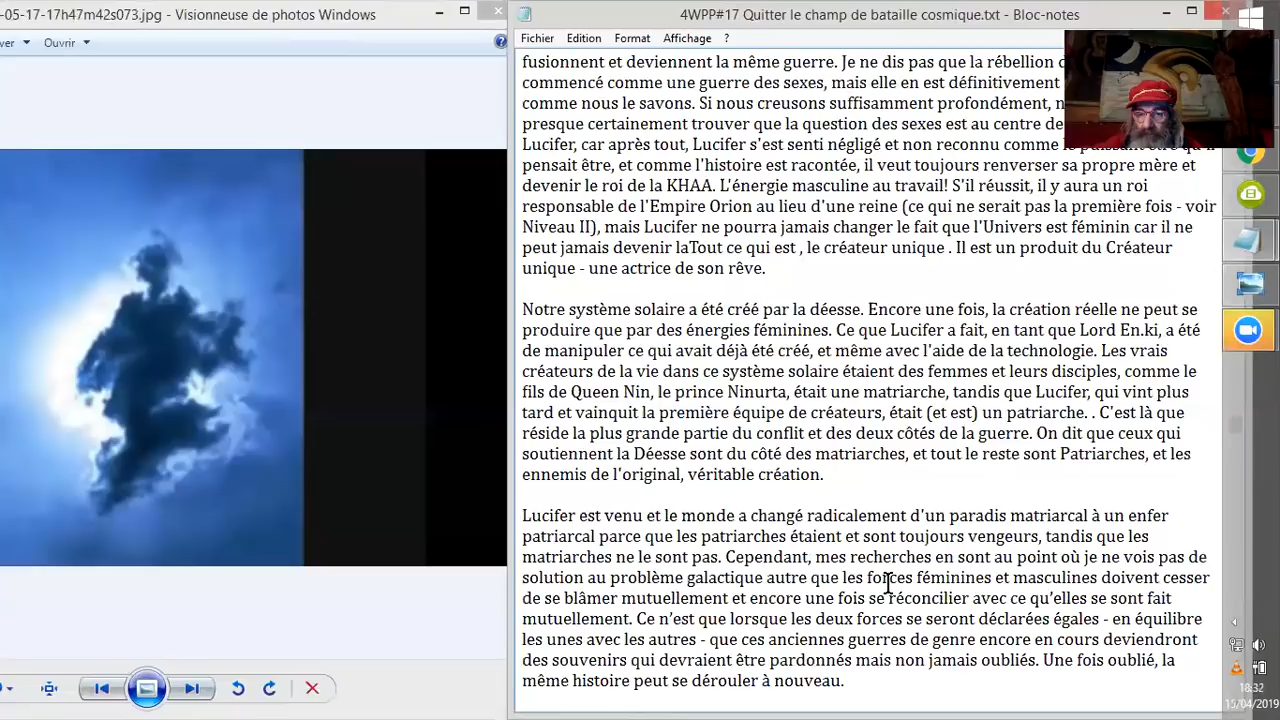 -05-17-17h47m42s073.jpg - Visionneuse de photos Windows
ver
Ouvrir
4WPP#17 Quitter le champ de bataille cosmique.txt - Bloc-notes
Fichier Edition Format Affichage ?
fusionnent et deviennent la même guerre. Je ne dis pas que la rébellion
commencé comme une guerre des sexes, mais elle en est définitivement
comme nous le savons. Si nous creusons suffisamment profondément,
presque certainement trouver que la question des sexes est au centre de
Lucifer, car après tout, Lucifer s'est senti négligé et non reconnu comme le puissant être qu'il
pensait être, et comme l'histoire est racontée, il veut toujours renverser sa propre mère et
devenir le roi de la KHAA. L'énergie masculine au travail! S'il réussit, il y aura un roi
responsable de l'Empire Orion au lieu d'une reine (ce qui ne serait pas la première fois - voir
Niveau II), mais Lucifer ne pourra jamais changer le fait que l'Univers est féminin car il ne
peut jamais devenir laTout ce qui est , le créateur unique . Il est un produit du Créateur
unique - une actrice de son rêve.
Notre système solaire a été créé par la déesse. Encore une fois, la création réelle ne peut se
produire que par des énergies féminines. Ce que Lucifer a fait, en tant que Lord En.ki, a été
de manipuler ce qui avait déjà été créé, et même avec l'aide de la technologie. Les vrais
créateurs de la vie dans ce système solaire étaient des femmes et leurs disciples, comme le
fils de Queen Nin, le prince Ninurta, était une matriarche, tandis que Lucifer, qui vint plus
tard et vainquit la première équipe de créateurs, était (et est) un patriarche. . C'est là que
réside la plus grande partie du conflit et des deux côtés de la guerre. On dit que ceux qui
soutiennent la Déesse sont du côté des matriarches, et tout le reste sont Patriarches, et les
ennemis de l'original, véritable création.
Lucifer est venu et le monde a changé radicalement d'un paradis matriarcal à un enfer
patriarcal parce que les patriarches étaient et sont toujours vengeurs, tandis que les
matriarches ne le sont pas. Cependant, mes recherches en sont au point où je ne vois pas de
solution au problème galactique autre que les forces féminines et masculines doivent cesser
de se blâmer mutuellement et encore une fois se réconcilier avec ce qu’elles se sont fait
mutuellement. Ce n’est que lorsque les deux forces se seront déclarées égales - en équilibre
les unes avec les autres - que ces anciennes guerres de genre encore en cours deviendront
des souvenirs qui devraient être pardonnés mais non jamais oubliés. Une fois oublié, la
même histoire peut se dérouler à nouveau.
18:32
15/04/2019